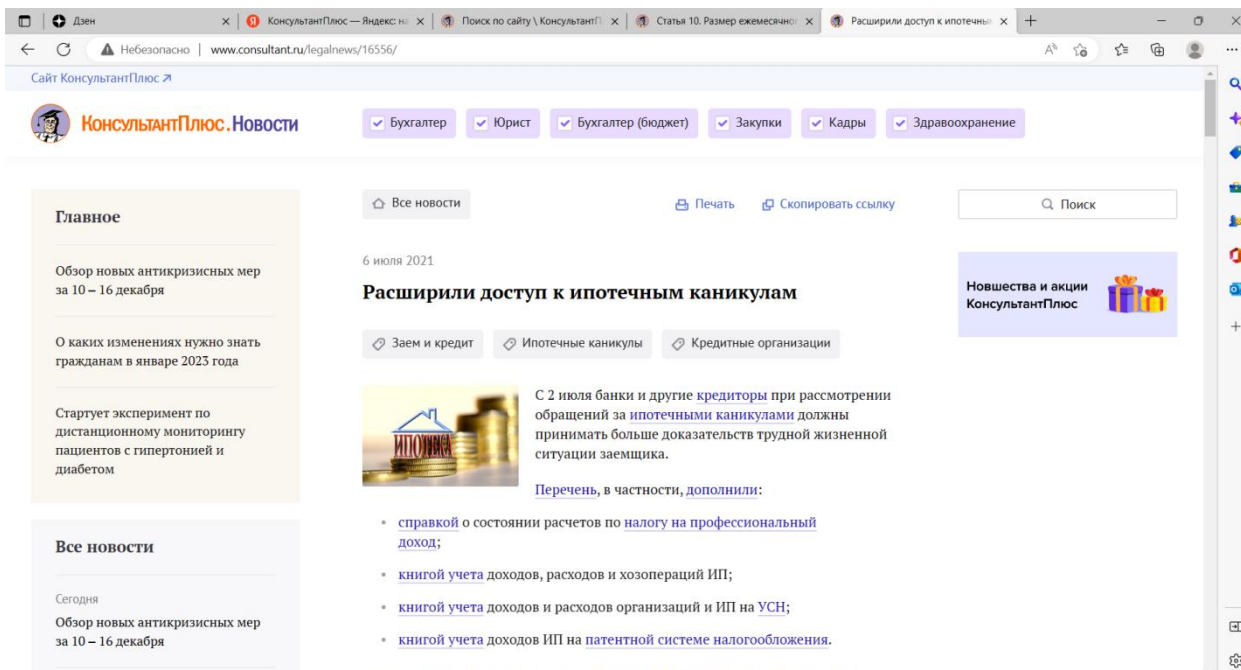 Дзен
КонсультантПлюс — Яндекс: на
Поиск по сайту \ КонсультантП
Статья 10. Размер ежемесячно
Расширили доступ к ипотечны
Небезопасно | www.consultant.ru/legalnews/16556/
Сайт КонсультантПлюс
КонсультантПлюс.Новости
Бухгалтер
Юрист
Бухгалтер (бюджет)
Закупки
Кадры
Здравоохранение
Главное
Обзор новых антикризисных мер
за 10 – 16 декабря
О каких изменениях нужно знать
гражданам в январе 2023 года
Стартует эксперимент по
дистанционному мониторингу
пациентов с гипертонией и
диабетом
Все новости
Сегодня
Обзор новых антикризисных мер
за 10 – 16 декабря
Все новости
Печать
Скопировать ссылку
6 июля 2021
Расширили доступ к ипотечным каникулам
Заем и кредит
Ипотечные каникулы
Кредитные организации
ИПОТЕКА
С 2 июля банки и другие кредиторы при рассмотрении
обращений за ипотечными каникулами должны
принимать больше доказательств трудной жизненной
ситуации заемщика.
Перечень, в частности, дополнили:
справкой о состоянии расчетов по налогу на профессиональный
доход;
книгой учета доходов, расходов и хозопераций ИП;
книгой учета доходов и расходов организаций и ИП на УСН;
книгой учета доходов ИП на патентной системе налогообложения.
Поиск
Новшества и акции
КонсультантПлюс